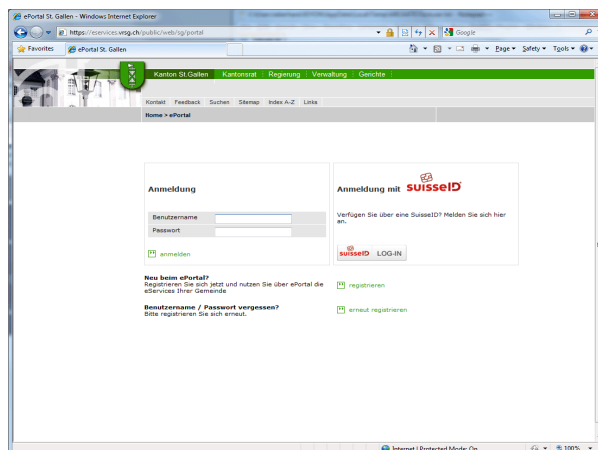 ePortal St. Gallen - Windows Internet Explorer
https://eservices.vrsg.ch/public/web/sg/portal
Google
Favorites
ePortal St. Gallen
Page
Safety
Tools
Kanton St.Gallen Kantonsrat Regierung Verwaltung Gerichte
Kontakt Feedback Suchen Sitemap Index A-Z Links
Home > ePortal
Anmeldung
Benutzername
Passwort
anmelden
Anmeldung mit suisseID
Verfügen Sie über eine SuisseID? Melden Sie sich hier
an.
suisseID LOG-IN
Neu beim ePortal?
Registrieren Sie sich jetzt und nutzen Sie über ePortal die
eServices Ihrer Gemeinde
registrieren
Benutzername / Passwort vergessen?
Bitte registrieren Sie sich erneut.
erneut registrieren
Internet | Protected Mode: On
100%